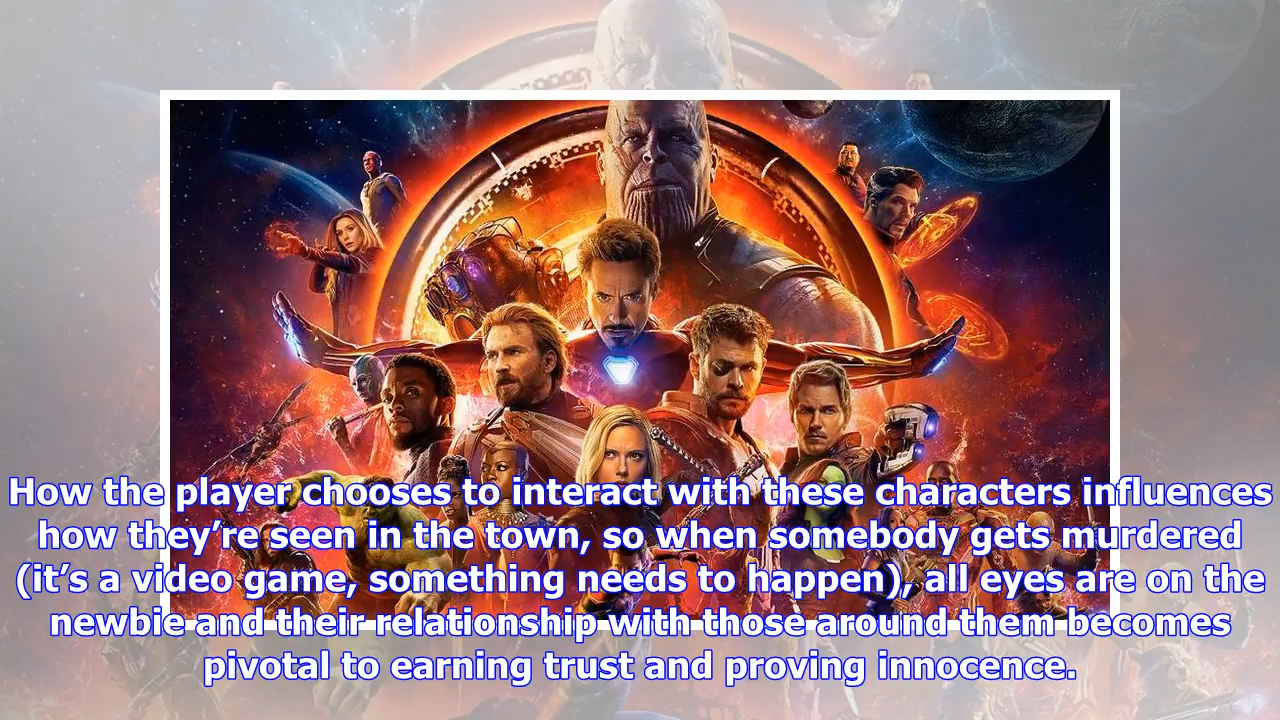 How the player chooses to interact with these characters influences
how they’re seen in the town, so when somebody gets murdered
(it’s a video game, something needs to happen), all eyes are on the
newbie and their relationship with those around them becomes
pivotal to earning trust and proving innocence.